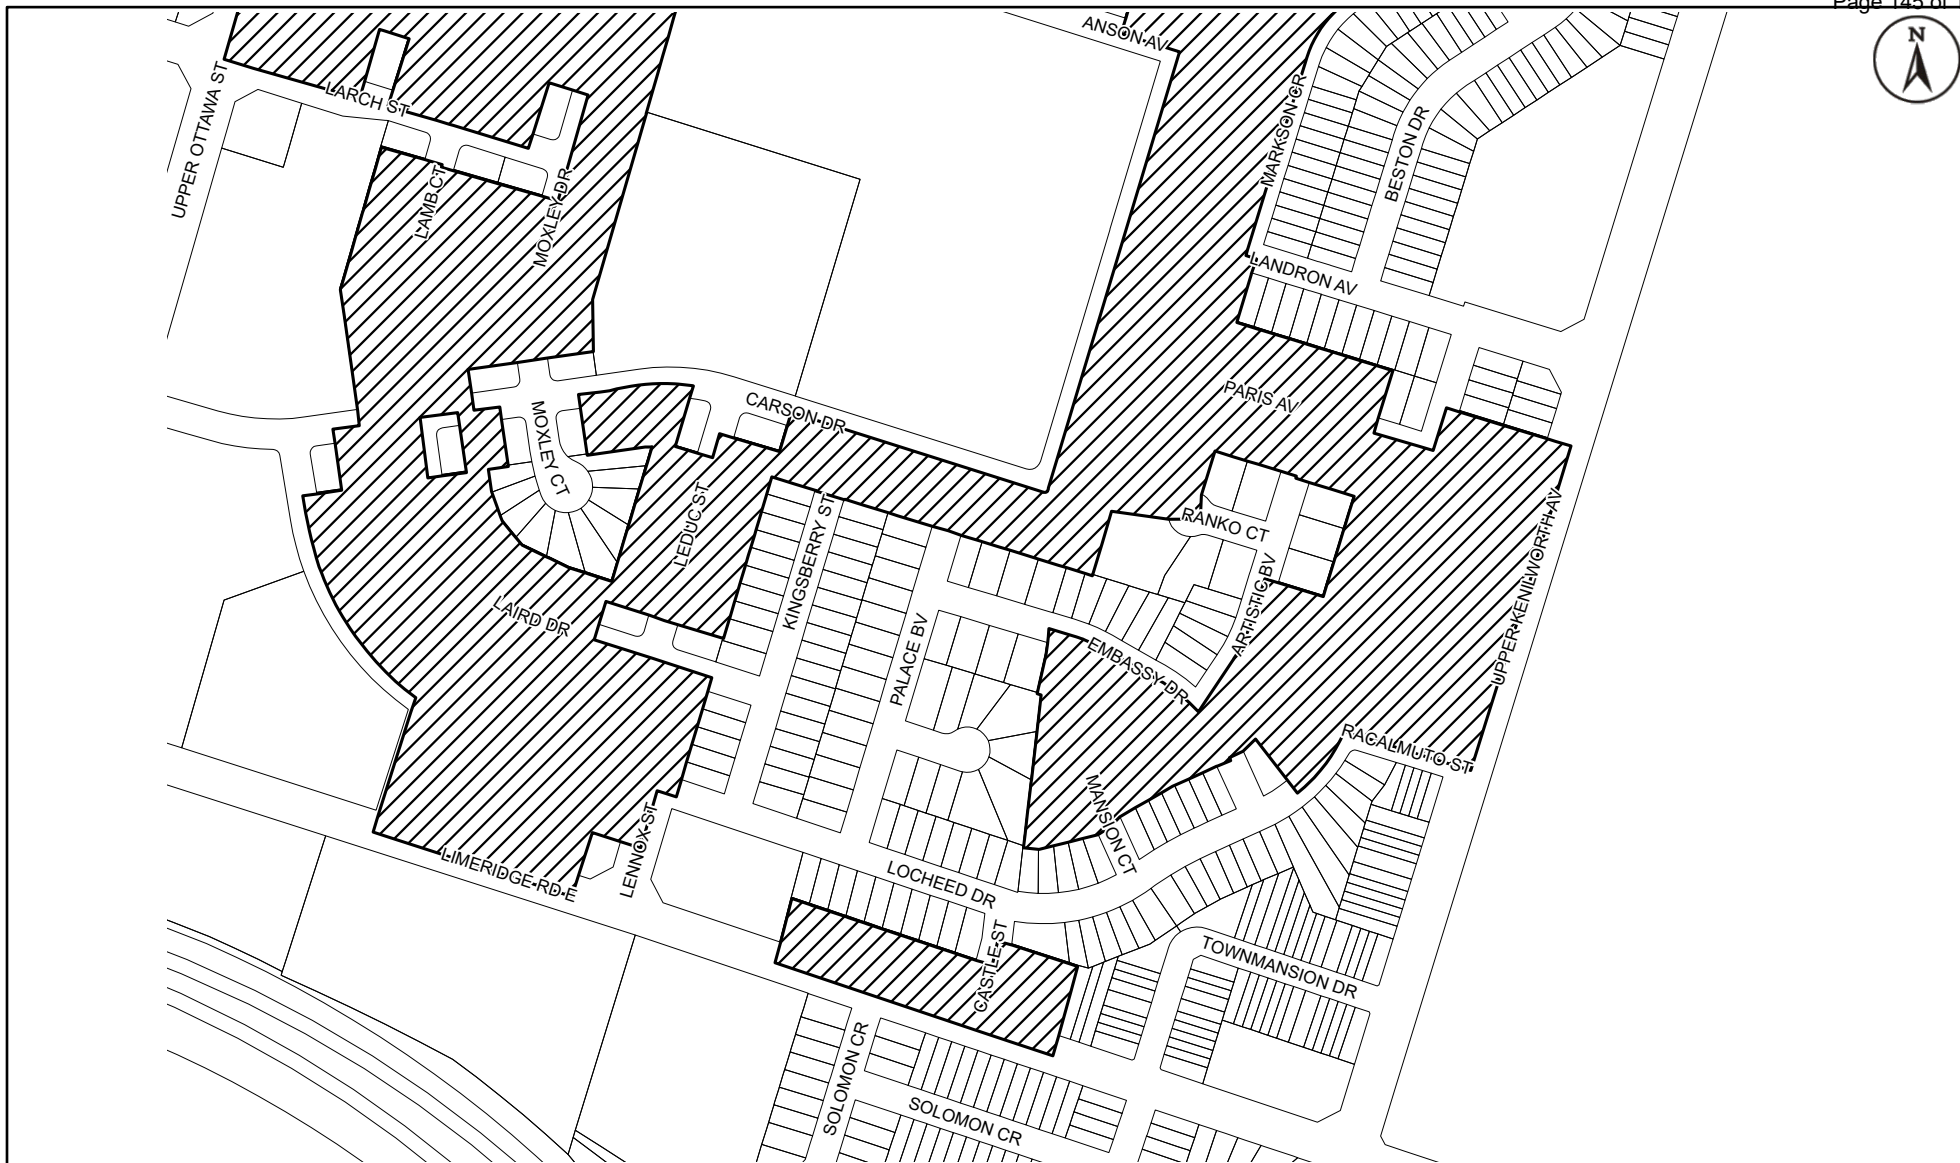 Page 145 of 1
N
ANSON AV
UPPER OTTAWA ST
LARCH ST
MARKSON CR
BESTON DR
LAMB CT
MOXLEY DR
LANDRON AV
PARIS AV
CARSON DR
MOXLEY CT
LEDUC ST
KINGSBERRY ST
RANKO CT
ARTISTIC BV
UPPER KENILWORTH AV
LAIRD DR
PALACE BV
EMBASSY DR
RACALMUTO ST
MANSION CT
LIMERIDGE RD E
LENNOX ST
LOCHEED DR
CASTLE ST
TOWNMANSION DR
SOLOMON CR
SOLOMON CR